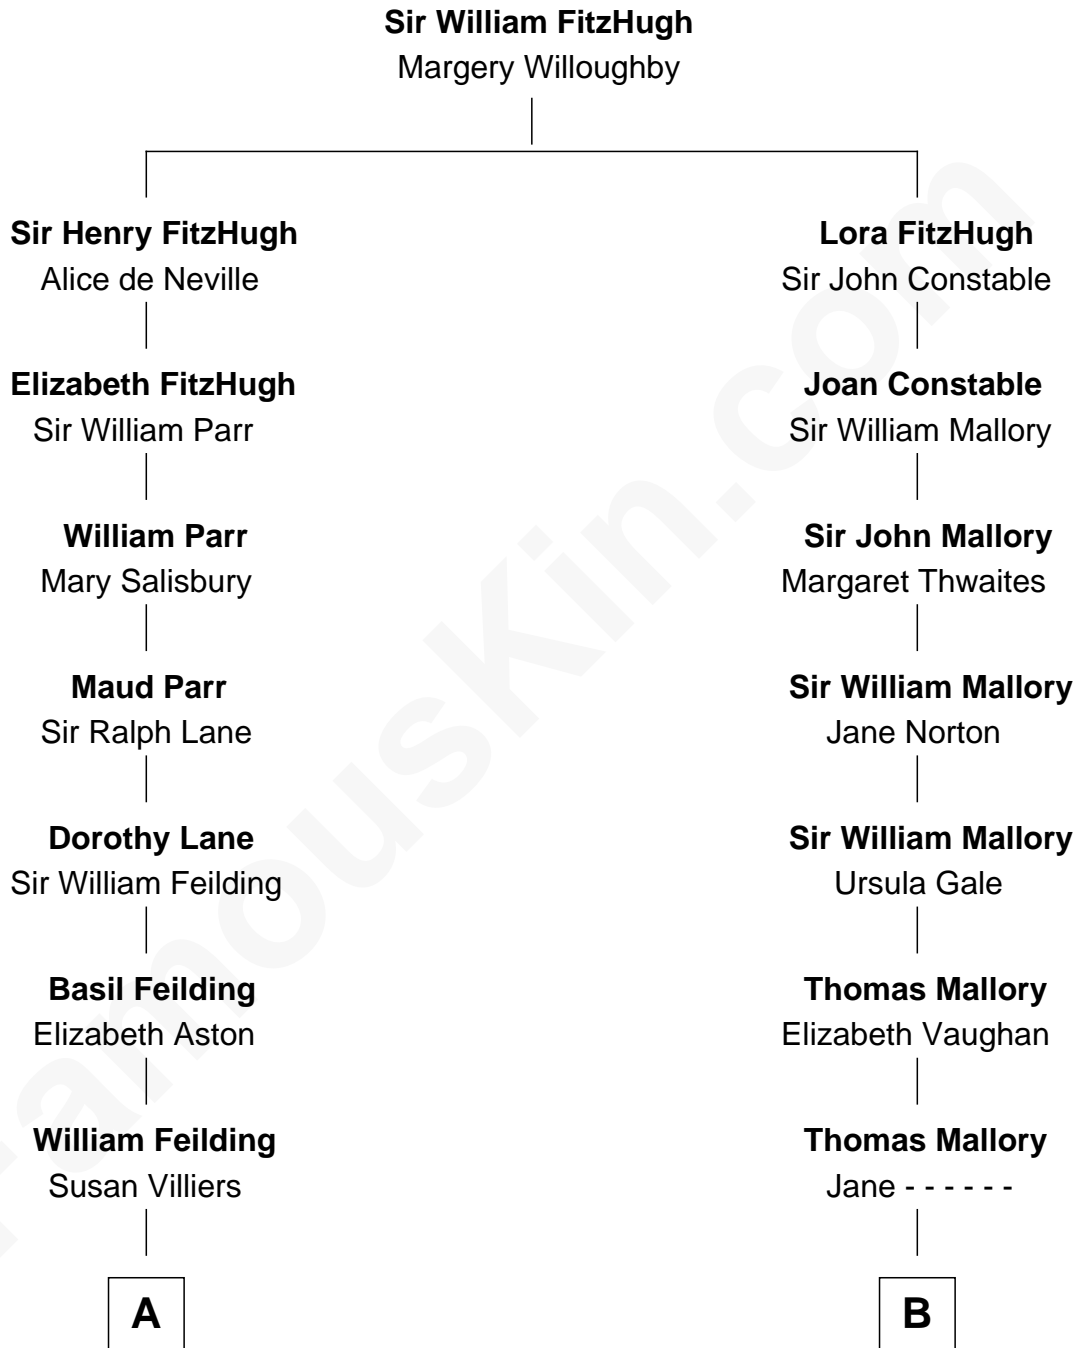 Sir William FitzHugh
Margery Willoughby
Sir Henry FitzHugh
Alice de Neville
Lora FitzHugh
Sir John Constable
Elizabeth FitzHugh
Sir William Parr
Joan Constable
Sir William Mallory
William Parr
Mary Salisbury
Sir John Mallory
Margaret Thwaites
Maud Parr
Sir Ralph Lane
Sir William Mallory
Jane Norton
Dorothy Lane
Sir William Feilding
Sir William Mallory
Ursula Gale
Basil Feilding
Elizabeth Aston
Thomas Mallory
Elizabeth Vaughan
William Feilding
Susan Villiers
Thomas Mallory
Jane - - - - - -
A
B
FamousKin.com